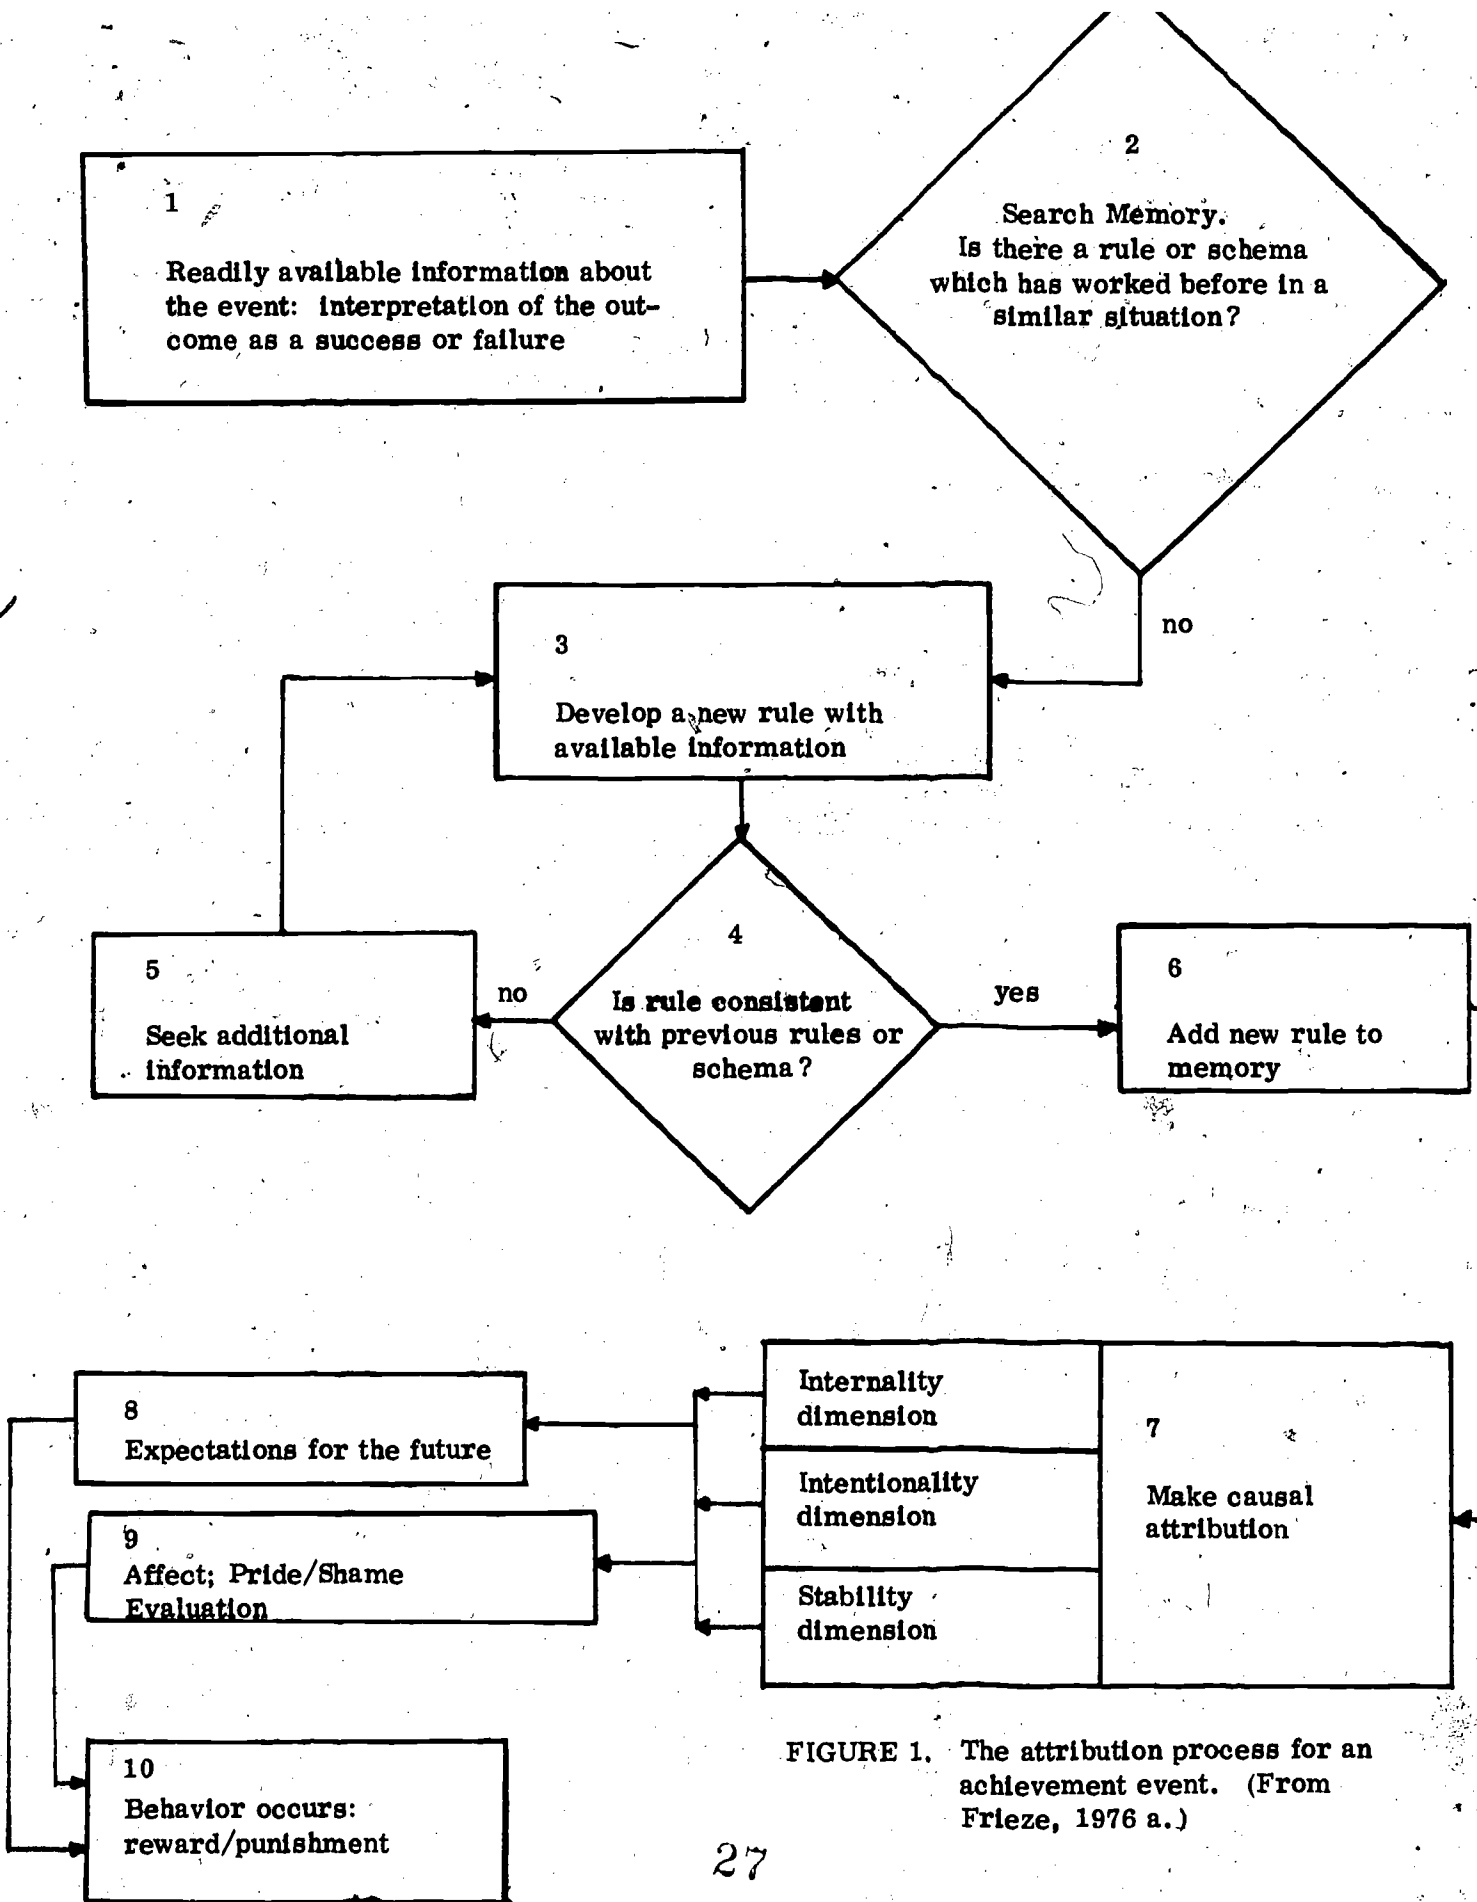 1
Readily available information about
the event: interpretation of the out-
come as a success or failure
2
Search Memory.
Is there a rule or schema
which has worked before in a
similar situation?
no
3
Develop a new rule with
available information
4
Is rule consistent
with previous rules or
schema?
no
yes
5
Seek additional
information
6
Add new rule to
memory
Internality
dimension
Intentionality
dimension
Stability
dimension
7
Make causal
attribution
8
Expectations for the future
9
Affect; Pride/Shame
Evaluation
10
Behavior occurs:
reward/punishment
FIGURE 1. The attribution process for an
achievement event. (From
Frieze, 1976 a.)
27